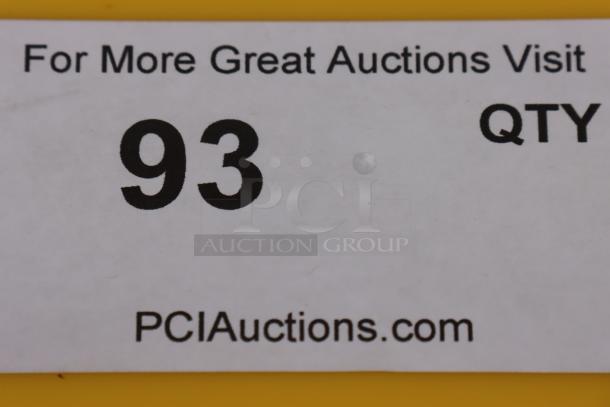 For More Great Auctions Visit
93 QTY
PCI
AUCTION GROUP
PCIAuctions.com